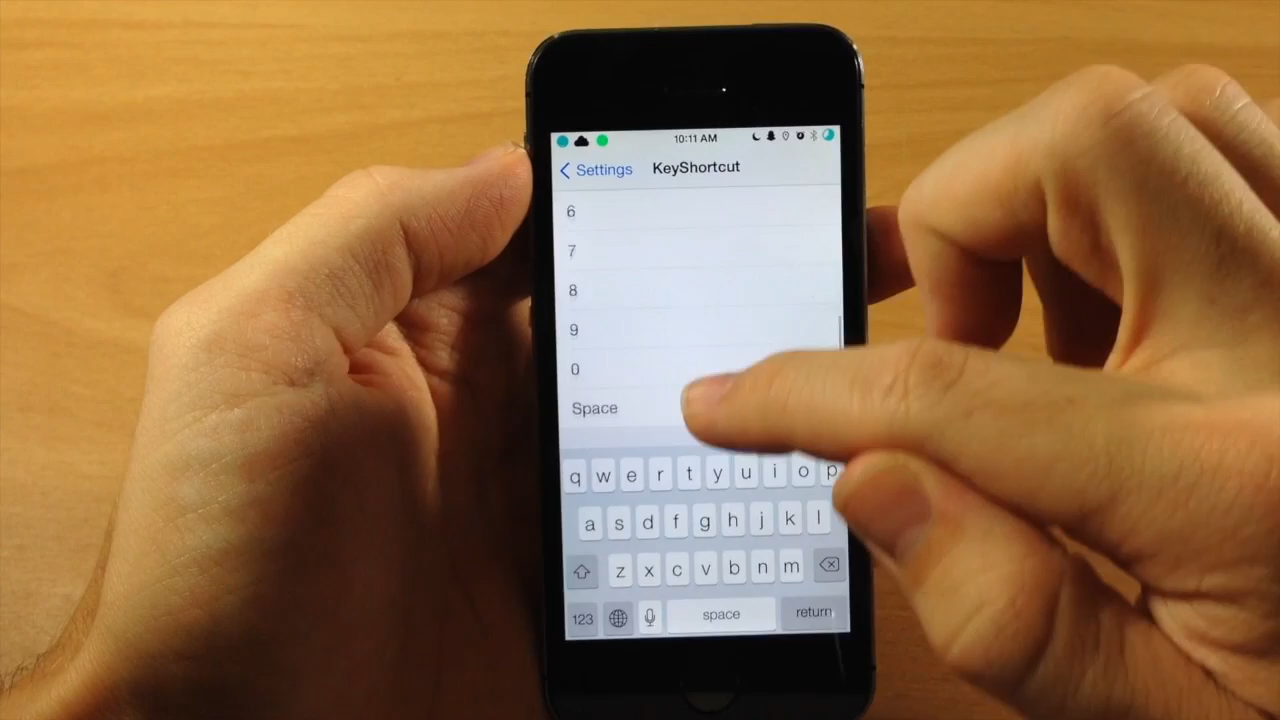 10:11 AM
Settings KeyShortcut
6
7
8
9
0
Space
q w e r t y u i o p
a s d f g h j k l
z x c v b n m
123 space return